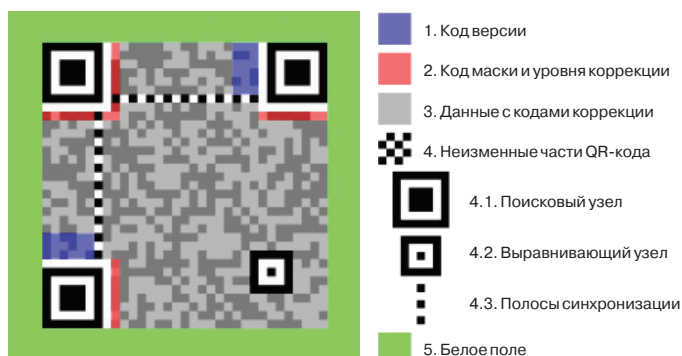 1. Код версии
2. Код маски и уровня коррекции
3. Данные с кодами коррекции
4. Неизменные части QR-кода
4.1. Поисковый узел
4.2. Выравнивающий узел
4.3. Полосы синхронизации
5. Белое поле